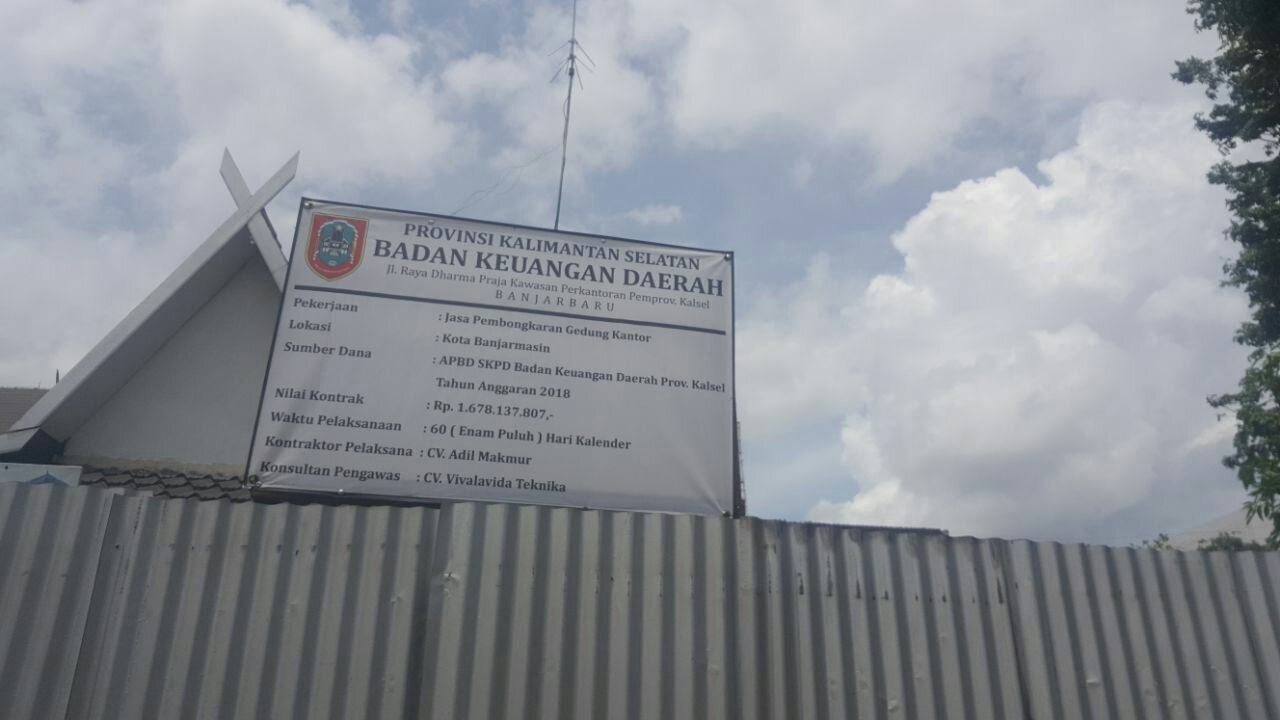 PROVINSI KALIMANTAN SELATAN
BADAN KEUANGAN DAERAH
Jl. Raya Dharma Praja Kawasan Perkantoran Pemprov. Kalsel
BANJARBARU
Pekerjaan : Jasa Pembongkaran Gedung Kantor
Lokasi : Kota Banjarmasin
Sumber Dana : APBD SKPD Badan Keuangan Daerah Prov. Kalsel
Tahun Anggaran 2018
Nilai Kontrak : Rp. 1.678.137.807,-
Waktu Pelaksanaan : 60 ( Enam Puluh ) Hari Kalender
Kontraktor Pelaksana : CV. Adil Makmur
Konsultan Pengawas : CV. Vivalavida Teknika